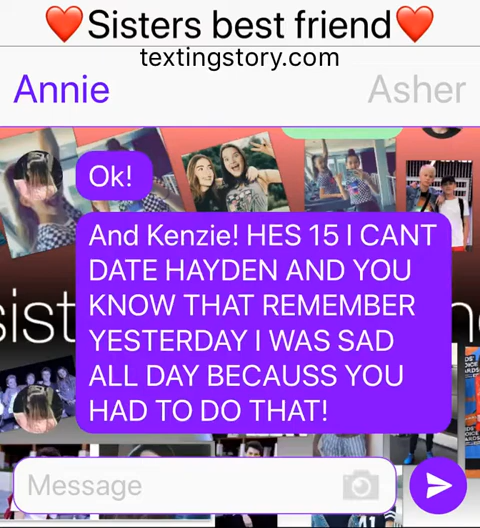 ❤️Sisters best friend❤️
textingstory.com
Annie Asher
Ok!
And Kenzie! HES 15 I CANT
DATE HAYDEN AND YOU
KNOW THAT REMEMBER
YESTERDAY I WAS SAD
ALL DAY BECAUSS YOU
HAD TO DO THAT!
sist
Message